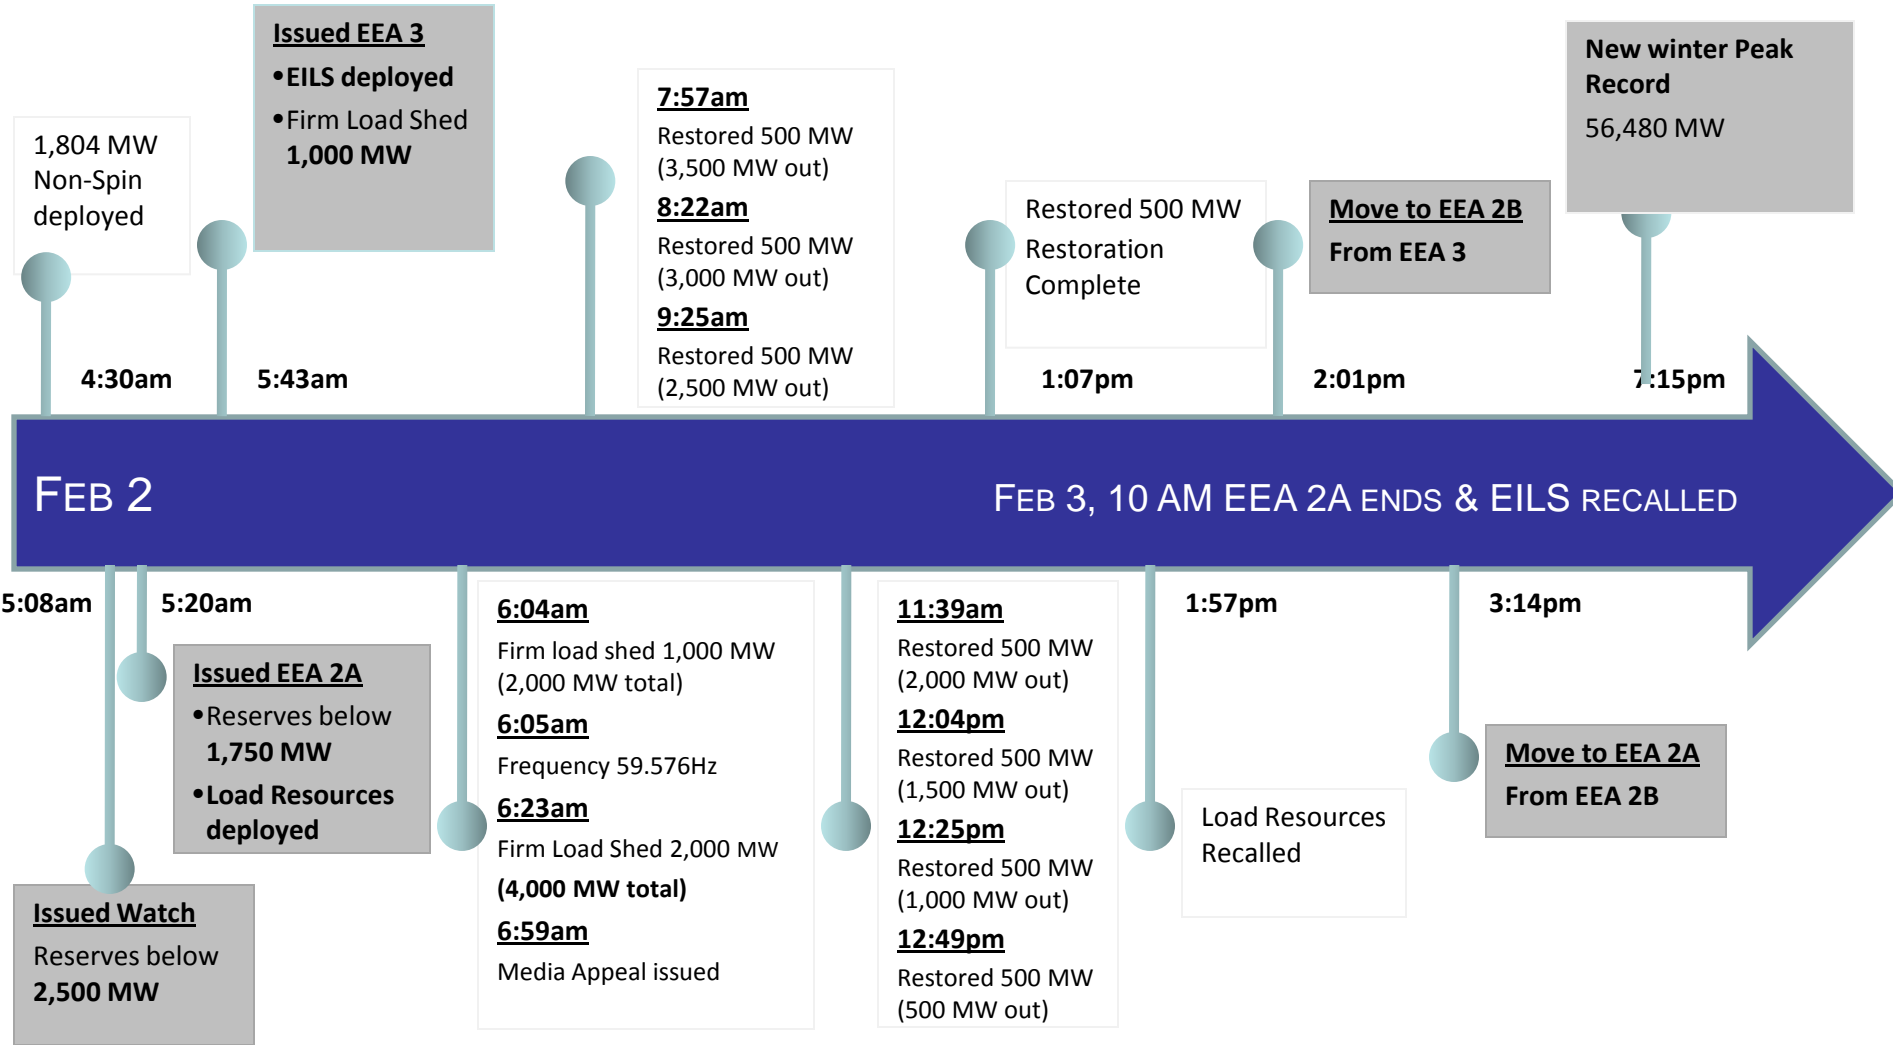 1,804 MW
Non-Spin
deployed
4:30am
Issued EEA 3
•EILS deployed
•Firm Load Shed
1,000 MW
5:43am
7:57am
Restored 500 MW
(3,500 MW out)
8:22am
Restored 500 MW
(3,000 MW out)
9:25am
Restored 500 MW
(2,500 MW out)
Restored 500 MW
Restoration
Complete
1:07pm
Move to EEA 2B
From EEA 3
2:01pm
New winter Peak
Record
56,480 MW
7:15pm
FEB 2
FEB 3, 10 AM EEA 2A ENDS & EILS RECALLED
5:08am
Issued Watch
Reserves below
2,500 MW
5:20am
Issued EEA 2A
•Reserves below
1,750 MW
•Load Resources
deployed
6:04am
Firm load shed 1,000 MW
(2,000 MW total)
6:05am
Frequency 59.576Hz
6:23am
Firm Load Shed 2,000 MW
(4,000 MW total)
6:59am
Media Appeal issued
11:39am
Restored 500 MW
(2,000 MW out)
12:04pm
Restored 500 MW
(1,500 MW out)
12:25pm
Restored 500 MW
(1,000 MW out)
12:49pm
Restored 500 MW
(500 MW out)
1:57pm
Load Resources
Recalled
3:14pm
Move to EEA 2A
From EEA 2B